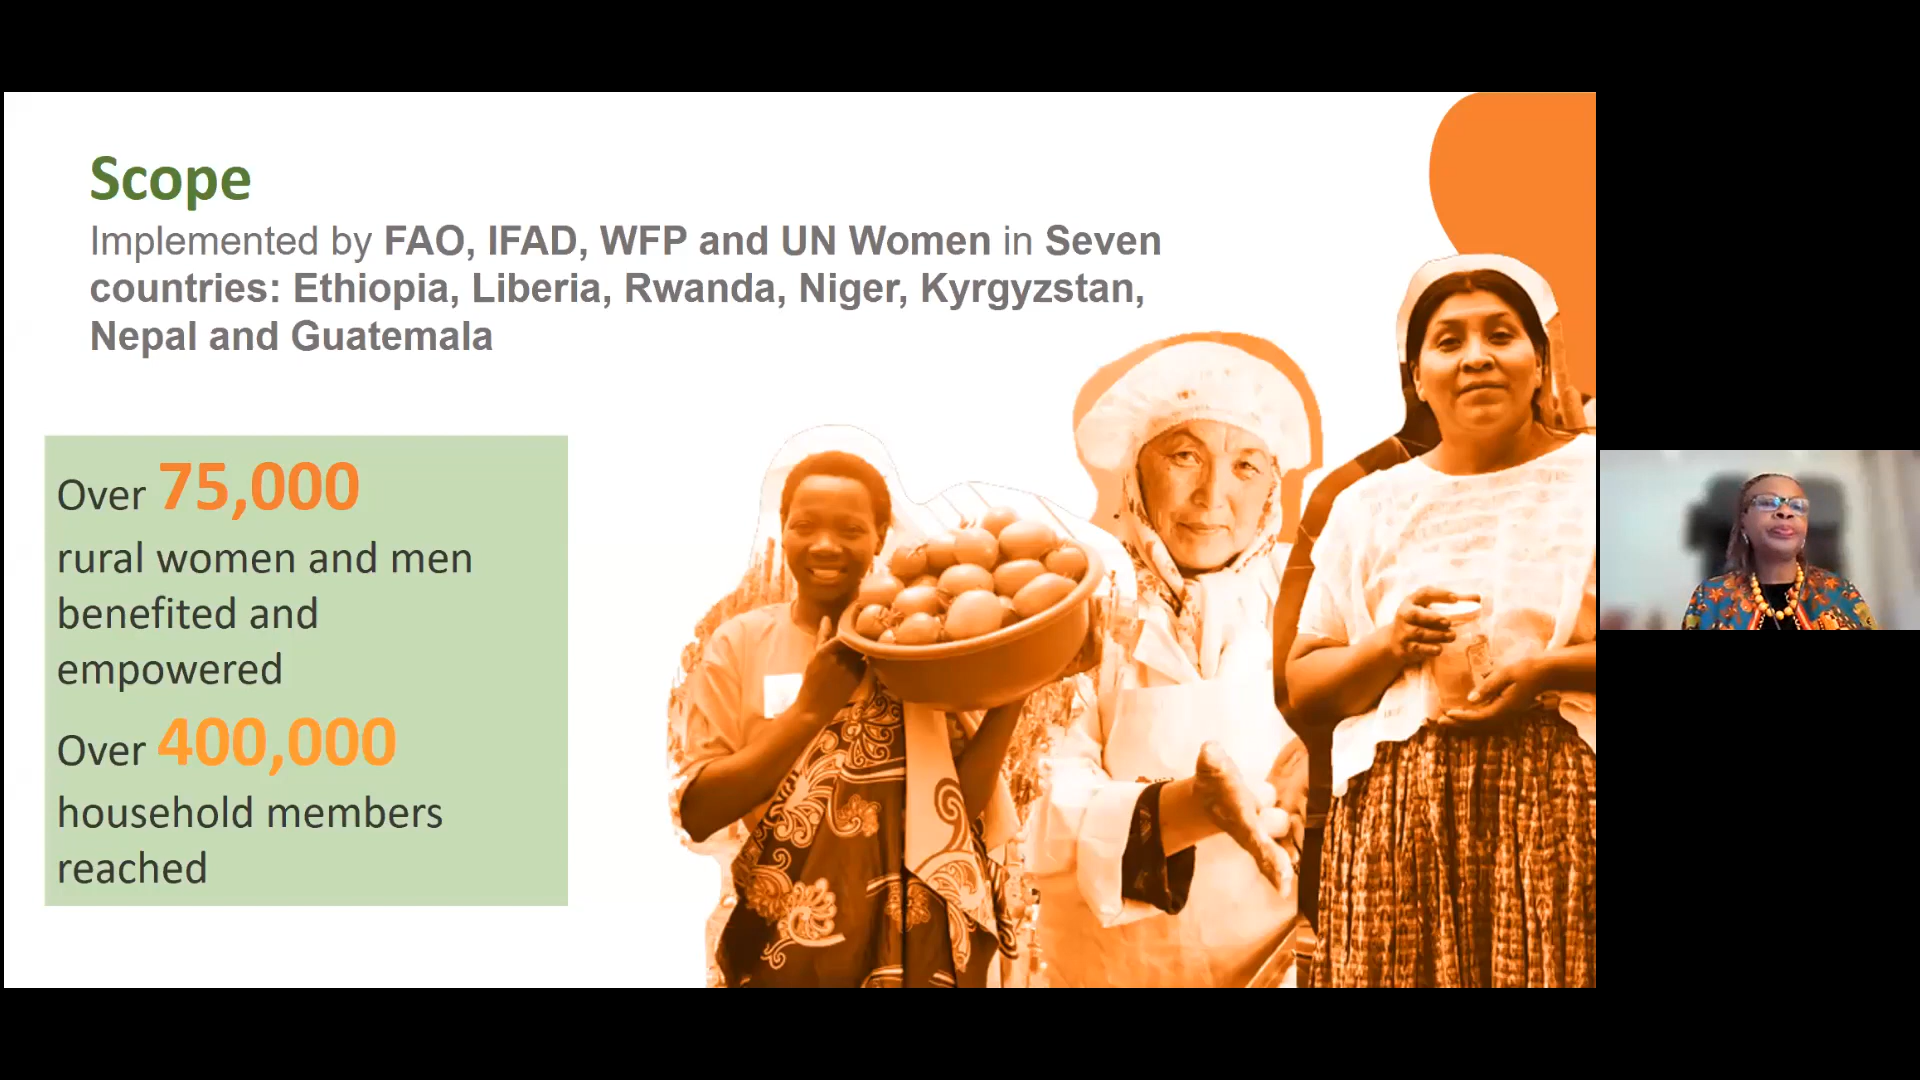 Scope
Implemented by FAO, IFAD, WFP and UN Women in Seven
countries: Ethiopia, Liberia, Rwanda, Niger, Kyrgyzstan,
Nepal and Guatemala
Over 75,000
rural women and men
benefited and
empowered
Over 400,000
household members
reached